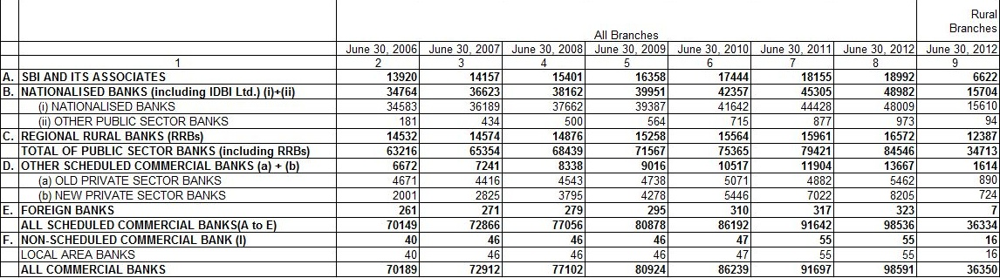 Rural
Branches
All Branches
June 30, 2006 June 30, 2007 June 30, 2008 June 30, 2009 June 30, 2010 June 30, 2011 June 30, 2012 June 30, 2012
1 2 3 4 5 6 7 8 9
A. SBI AND ITS ASSOCIATES 13920 14157 15401 16358 17444 18155 18992 6622
B. NATIONALISED BANKS (including IDBI Ltd.) (i)+(ii) 34764 36623 38162 39951 42357 45305 48982 15704
(i) NATIONALISED BANKS 34583 36189 37662 39387 41642 44428 48009 15610
(ii) OTHER PUBLIC SECTOR BANKS 181 434 500 564 715 877 973 94
C. REGIONAL RURAL BANKS (RRBs) 14532 14574 14876 15258 15564 15961 16572 12387
TOTAL OF PUBLIC SECTOR BANKS (including RRBs) 63216 65354 68439 71567 75365 79421 84546 34713
D. OTHER SCHEDULED COMMERCIAL BANKS (a) + (b) 6672 7241 8338 9016 10517 11904 13667 1614
(a) OLD PRIVATE SECTOR BANKS 4671 4416 4543 4738 5071 4882 5462 890
(b) NEW PRIVATE SECTOR BANKS 2001 2825 3795 4278 5446 7022 8205 724
E. FOREIGN BANKS 261 271 279 295 310 317 323 7
ALL SCHEDULED COMMERCIAL BANKS(A to E) 70149 72866 77056 80878 86192 91642 98536 36334
F. NON-SCHEDULED COMMERCIAL BANK (I) 40 46 46 46 47 55 55 16
LOCAL AREA BANKS 40 46 46 46 47 55 55 16
ALL COMMERCIAL BANKS 70189 72912 77102 80924 86239 91697 98591 36350